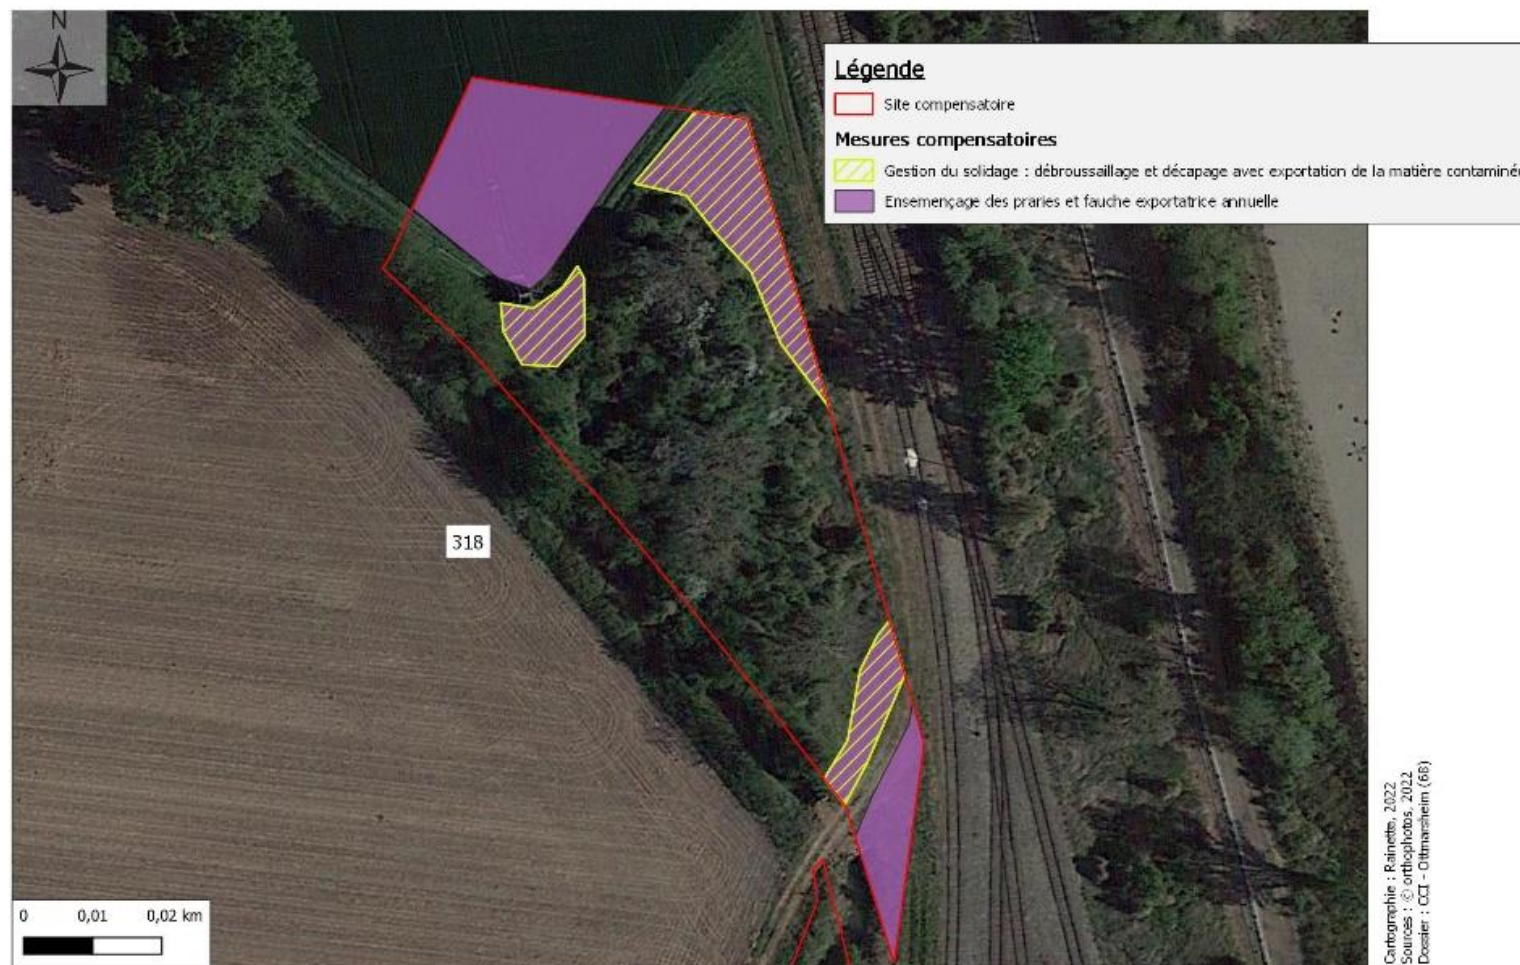 N
Légende
Site compensatoire
Mesures compensatoires
Gestion du solidage : débroussaillage et décapage avec exportation de la matière contaminée
Ensemençage des praries et fauche exportatrice annuelle
318
0 0,01 0,02 km
Cartographie : Rainette, 2022
Sources : © orthophotos, 2022
Dossier : CCI - Ottmarsheim (68)